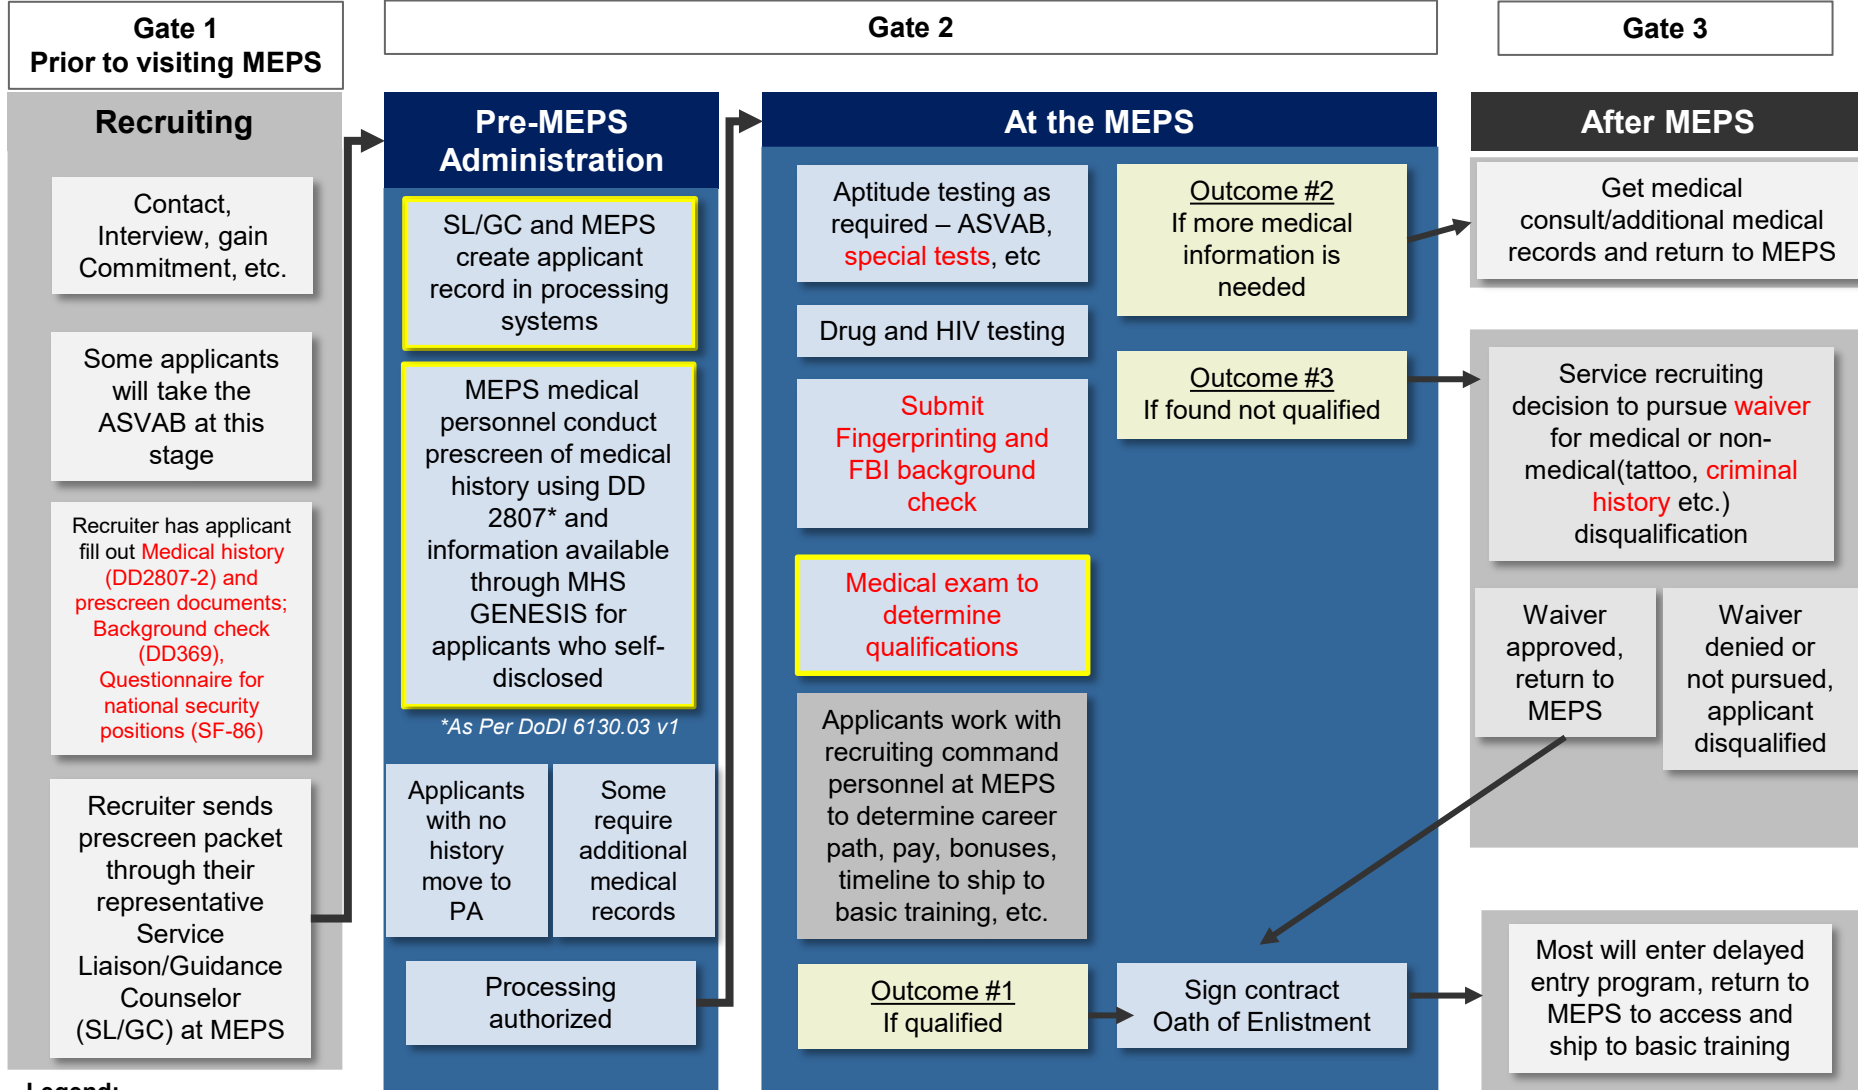 Gate 1
Prior to visiting MEPS
Recruiting
Contact,
Interview, gain
Commitment, etc.
Some applicants
will take the
ASVAB at this
stage
Recruiter has applicant
fill out Medical history
(DD2807-2) and
prescreen documents;
Background check
(DD369),
Questionnaire for
national security
positions (SF-86)
Recruiter sends
prescreen packet
through their
representative
Service
Liaison/Guidance
Counselor
(SL/GC) at MEPS
Legend:
Gate 2
Pre-MEPS
Administration
SL/GC and MEPS
create applicant
record in processing
systems
MEPS medical
personnel conduct
prescreen of medical
history using DD
2807* and
information available
through MHS
GENESIS for
applicants who self-
disclosed
*As Per DoDI 6130.03 v1
Applicants
with no
history
move to
PA
Some
require
additional
medical
records
Processing
authorized
At the MEPS
Aptitude testing as
required – ASVAB,
special tests, etc
Drug and HIV testing
Submit
Fingerprinting and
FBI background
check
Medical exam to
determine
qualifications
Applicants work with
recruiting command
personnel at MEPS
to determine career
path, pay, bonuses,
timeline to ship to
basic training, etc.
Outcome #1
If qualified
Outcome #2
If more medical
information is
needed
Outcome #3
If found not qualified
Sign contract
Oath of Enlistment
Gate 3
After MEPS
Get medical
consult/additional medical
records and return to MEPS
Service recruiting
decision to pursue waiver
for medical or non-
medical(tattoo, criminal
history etc.)
disqualification
Waiver
approved,
return to
MEPS
Waiver
denied or
not pursued,
applicant
disqualified
Most will enter delayed
entry program, return to
MEPS to access and
ship to basic training